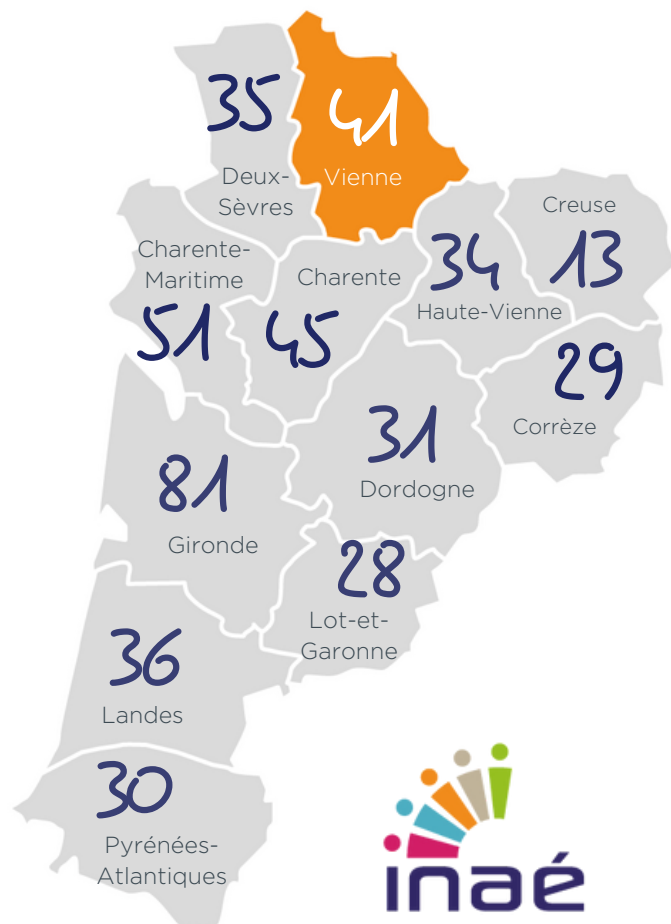 35
Deux-
Sèvres
41
Vienne
Creuse
13
Charente-
Maritime
51
Charente
45
34
Haute-Vienne
29
Corrèze
31
Dordogne
81
Gironde
28
Lot-et-
Garonne
36
Landes
30
Pyrénées-
Atlantiques
inaé